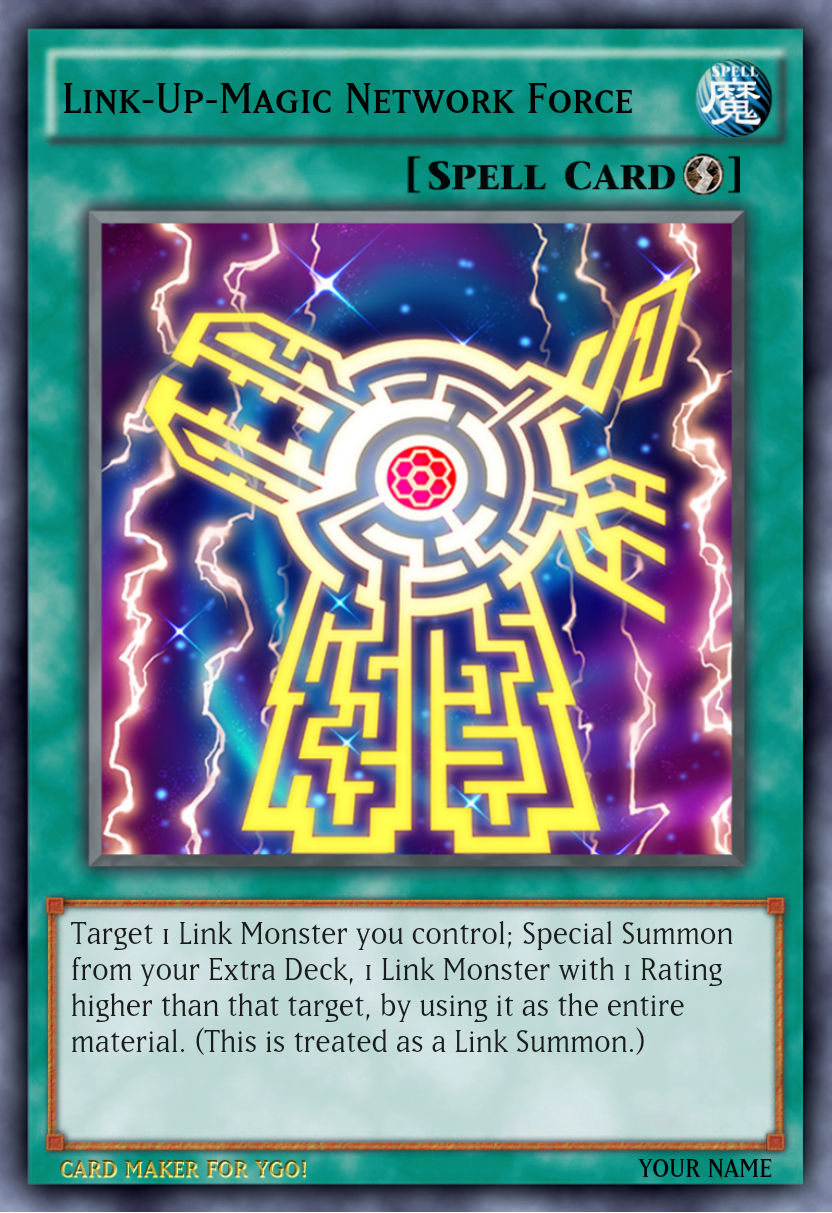 Link-Up-Magic Network Force
SPELL
魔
[Spell Card]
Target 1 Link Monster you control; Special Summon
from your Extra Deck, 1 Link Monster with 1 Rating
higher than that target, by using it as the entire
material. (This is treated as a Link Summon.)
CARD MAKER FOR YGO!
YOUR NAME